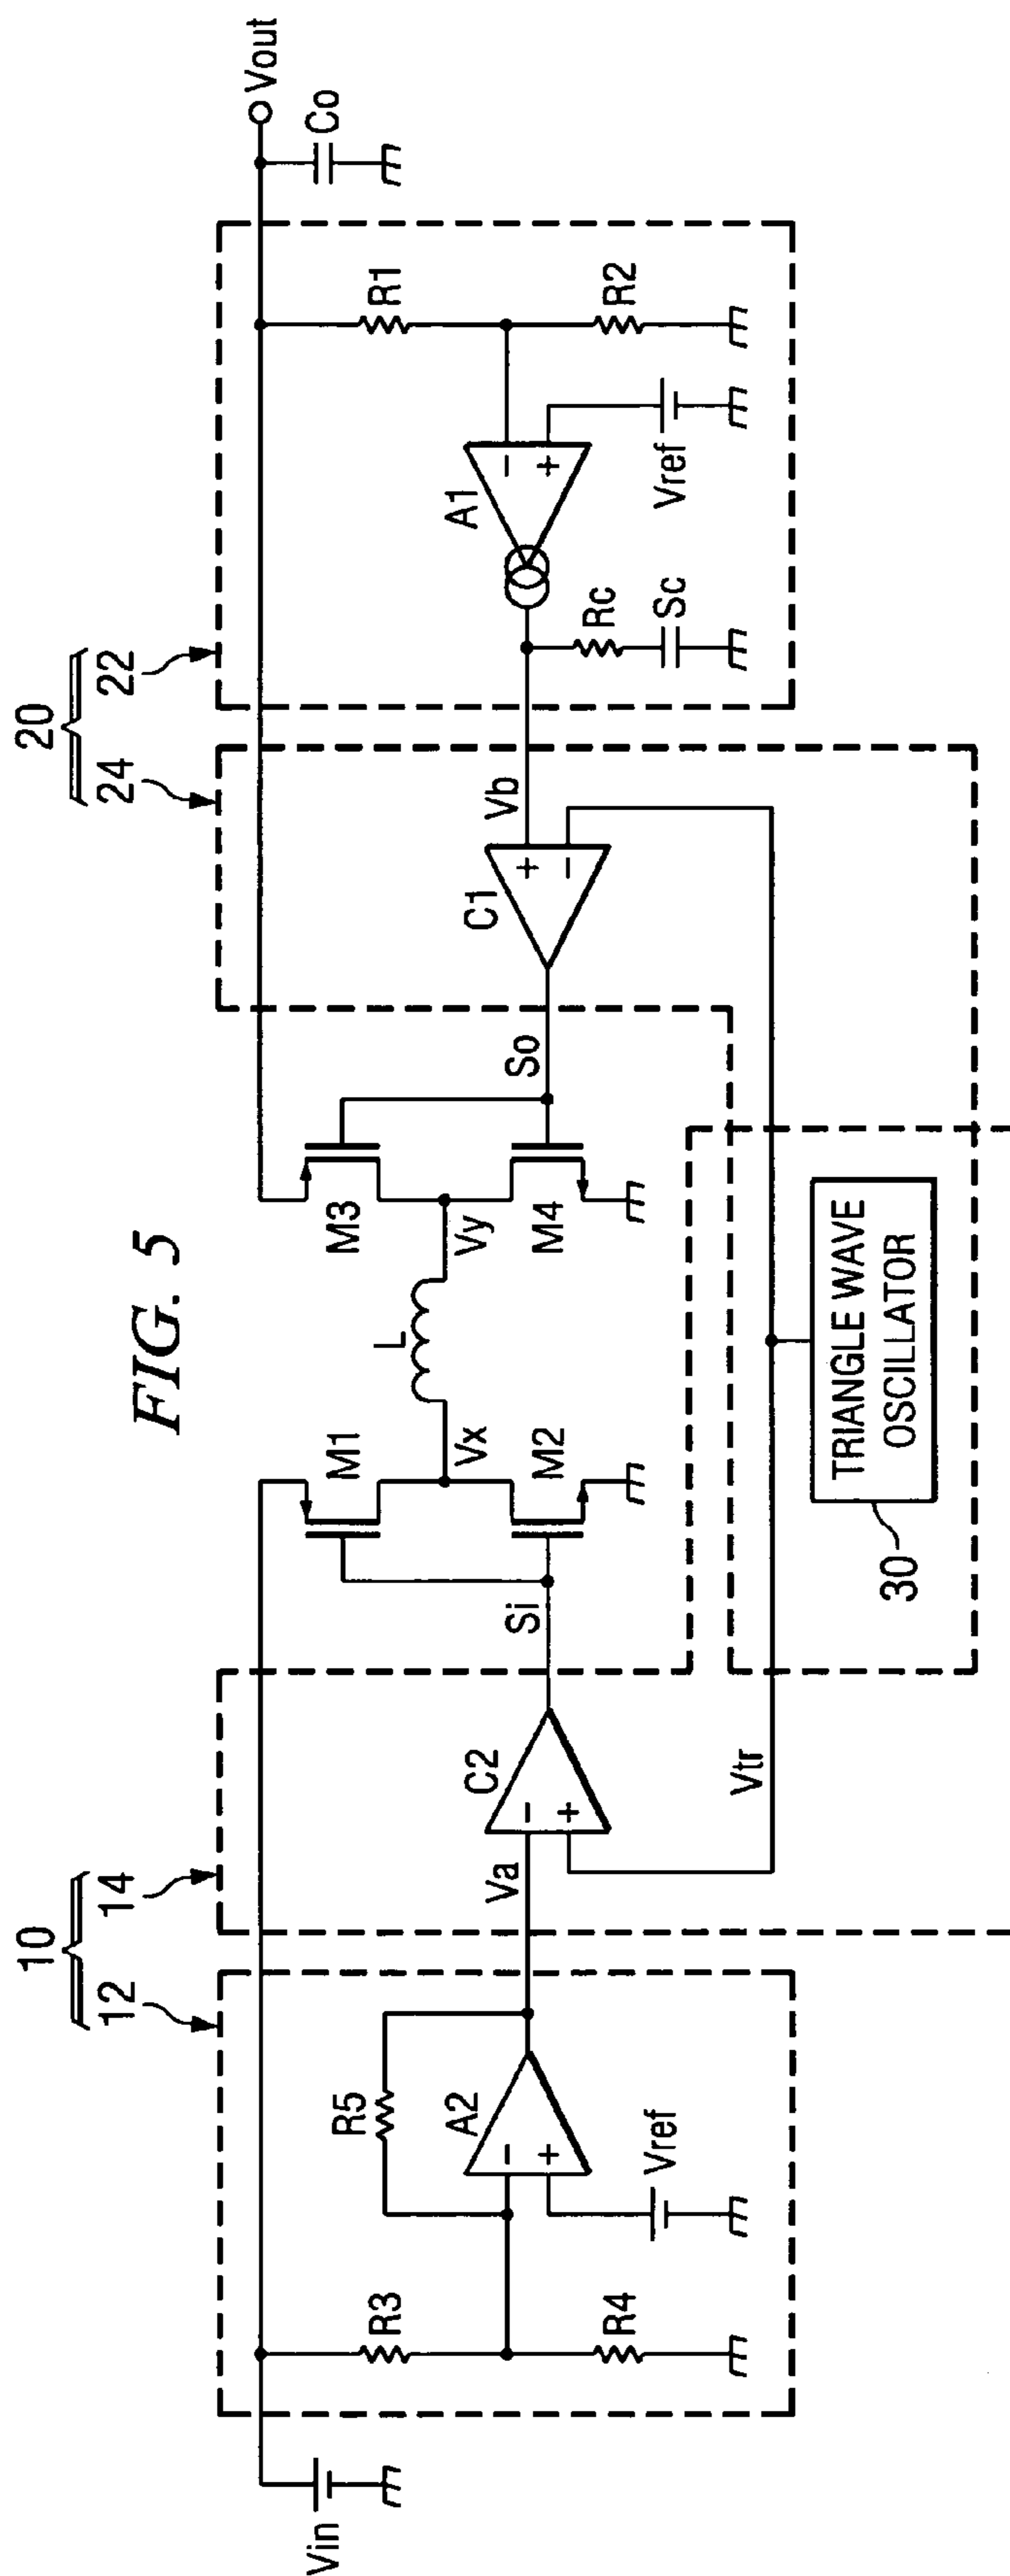 FIG. 5
10
12
14
20
24
22
Vin
R3
R4
R5
A2
−
+
Vref
Va
C2
−
+
Si
M1
M2
Vx
L
Vy
M3
M4
So
C1
+
−
Vb
Rc
Sc
A1
−
+
Vref
R1
R2
Co
Vout
Vtr
30
TRIANGLE WAVE
OSCILLATOR